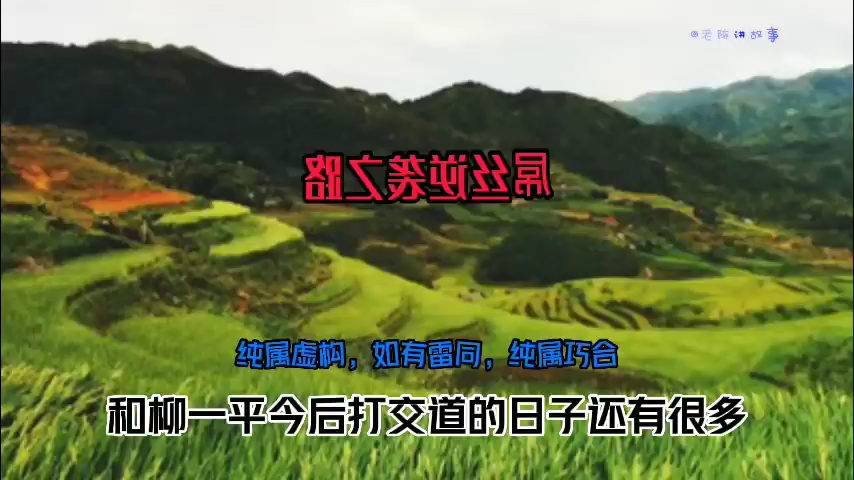 @老陈讲故事
屌丝逆袭之路
纯属虚构，如有雷同，纯属巧合
和柳一平今后打交道的日子还有很多